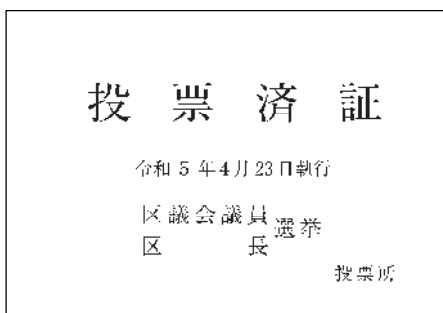 投票済証
令和5年4月23日執行
区議会議員
区長
選挙
投票所